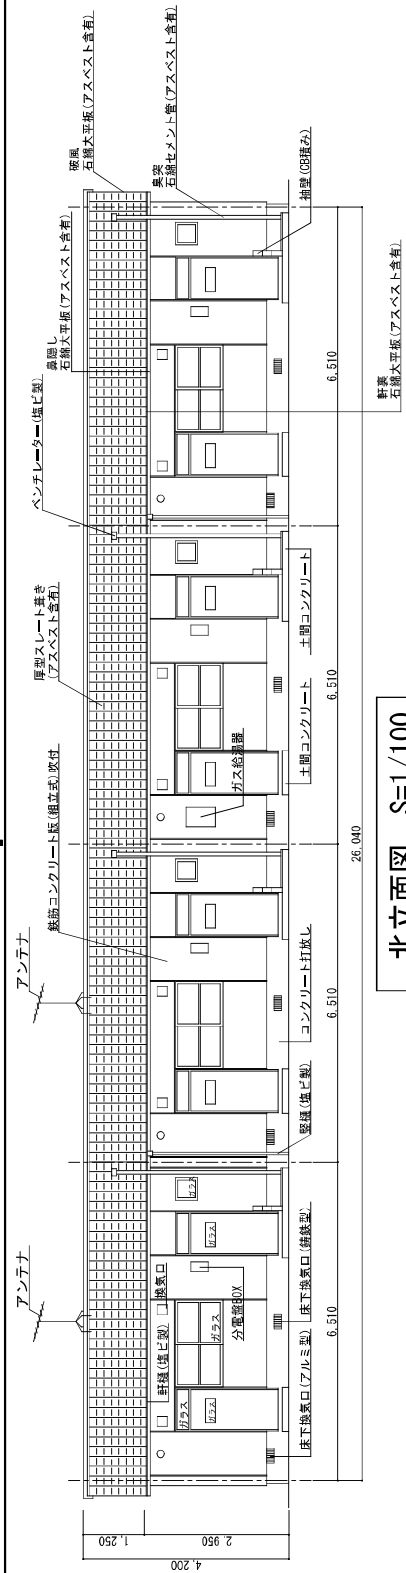 アンテナ
アンテナ
鉄筋コンクリート版(組立式)吹付
厚型スレート葺き
(アスベスト含有)
ベンチレーター(塩ビ製)
鼻隠し
石綿大平板(アスベスト含有)
破風
石綿大平板(アスベスト含有)
臭突
石綿セメント管(アスベスト含有)
袖壁(CB積み)
軒裏
石綿大平板(アスベスト含有)
軒樋(塩ビ製)
換気口
ガラス
ガラス
ガラス
ガラス
ガラス
分電盤BOX
ガス給湯器
床下換気口(アルミ型)
床下換気口(鋳鉄型)
竪樋(塩ビ製)
コンクリート打放し
土間コンクリート
土間コンクリート
1,250
2,950
4,200
6,510
6,510
6,510
6,510
26,040
北立面図 S=1/100